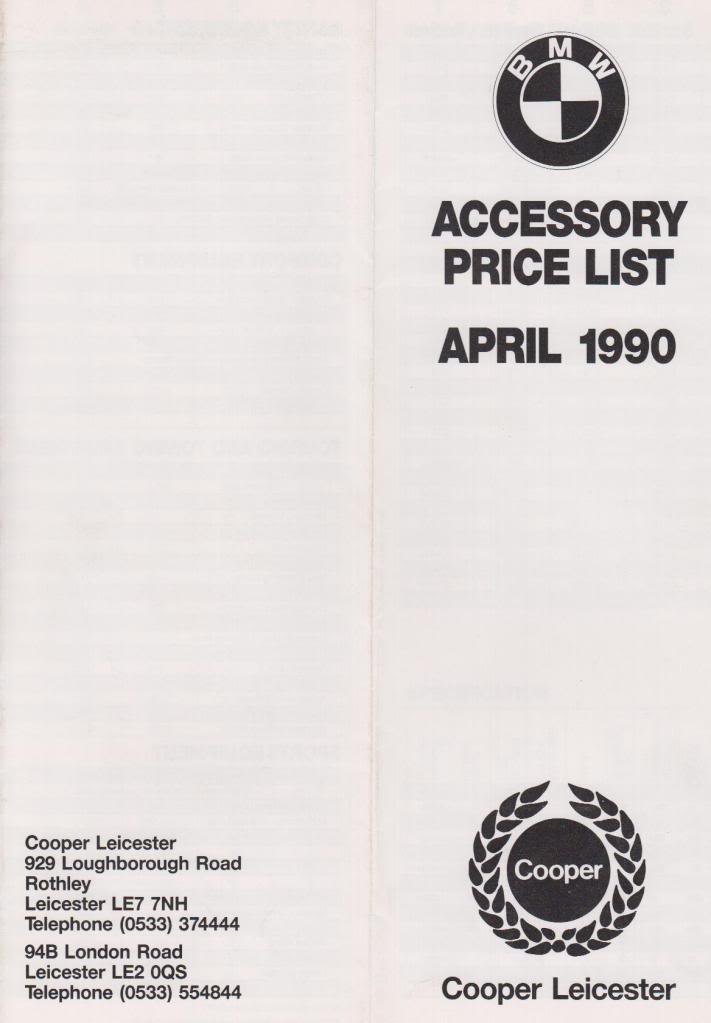 BMW
ACCESSORY
PRICE LIST
APRIL 1990
Cooper
Cooper Leicester
Cooper Leicester
929 Loughborough Road
Rothley
Leicester LE7 7NH
Telephone (0533) 374444
94B London Road
Leicester LE2 0QS
Telephone (0533) 554844